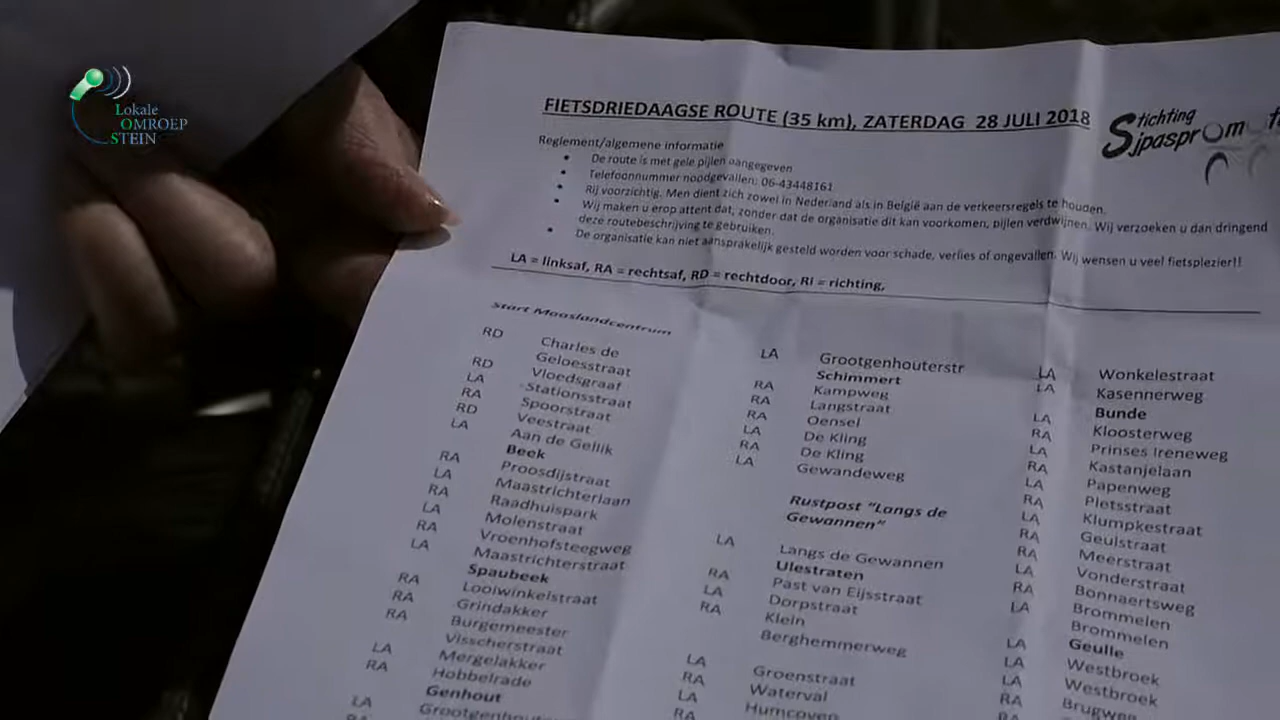 Lokale
OMROEP
STEIN
FIETSDRIEDAAGSE ROUTE (35 km), ZATERDAG 28 JULI 2018
Stichting
Sjpasprom
Reglement/algemene informatie
• De route is met gele pijlen aangegeven
• Telefoonnummer noodgevallen: 06-43448161
• Rij voorzichtig. Men dient zich zowel in Nederland als in België aan de verkeersregels te houden.
• Wij maken u erop attent dat, zonder dat de organisatie dit kan voorkomen, pijlen verdwijnen. Wij verzoeken u dan dringend
deze routebeschrijving te gebruiken.
• De organisatie kan niet aansprakelijk gesteld worden voor schade, verlies of ongevallen. Wij wensen u veel fietsplezier!!
LA = linksaf, RA = rechtsaf, RD = rechtdoor, RI = richting,
Start Maaslandcentrum
RD Charles de
Geloesstraat
RD Vloedsgraaf
LA Stationsstraat
RA Spoorstraat
RD Veestraat
LA Aan de Gellik
Beek
RA Proosdijstraat
LA Maastrichterlaan
RA Raadhuispark
LA Molenstraat
RA Vroenhofsteegweg
LA Maastrichterstraat
Spaubeek
RA Looiwinkelstraat
RA Grindakker
RA Burgemeester
Visscherstraat
LA Mergelakker
RA Hobbelrade
Genhout
LA Grootgenhouterstr
RA
LA Grootgenhouterstr
Schimmert
RA Kampweg
RA Langstraat
RA Oensel
LA De Kling
RA De Kling
LA Gewandeweg
Rustpost "Langs de
Gewannen"
LA Langs de Gewannen
Ulestraten
RA Past van Eijsstraat
LA Dorpstraat
RA Klein
Berghemmerweg
LA Groenstraat
RA Waterval
LA Humcoven
RA
LA Wonkelestraat
LA Kasennerweg
Bunde
LA Kloosterweg
RA Prinses Ireneweg
LA Kastanjelaan
RA Papenweg
LA Pletsstraat
RA Klumpkestraat
LA Geulstraat
RA Meerstraat
RA Vonderstraat
LA Bonnaertsweg
RA Brommelen
LA Brommelen
Geulle
LA Westbroek
LA Westbroek
RA Brugweg